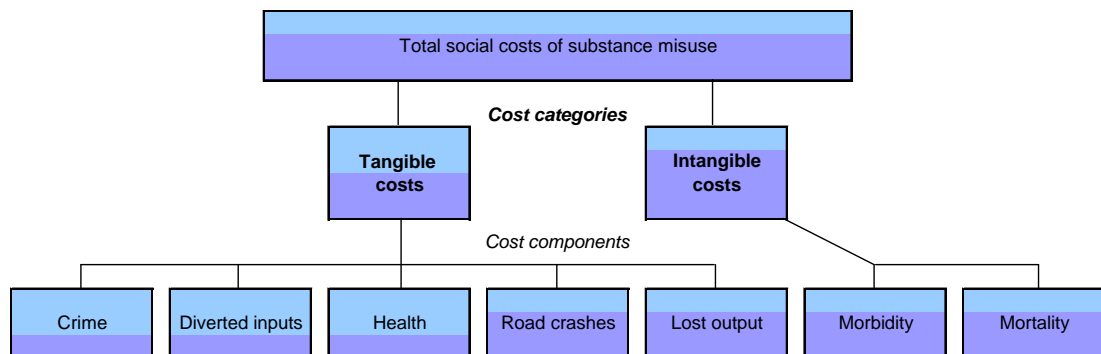 Total social costs of substance misuse
Cost categories
Tangible
costs
Intangible
costs
Cost components
Crime
Diverted inputs
Health
Road crashes
Lost output
Morbidity
Mortality